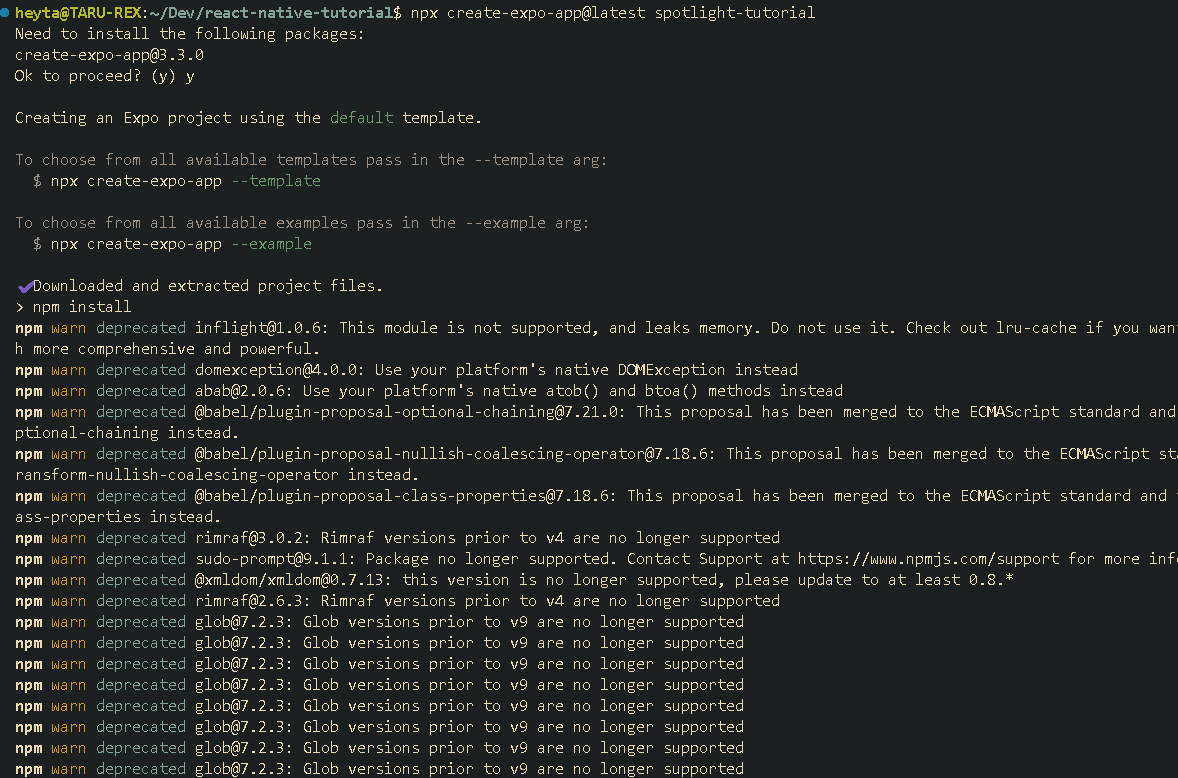 heyta@TARU-REX:~/Dev/react-native-tutorial$ npx create-expo-app@latest spotlight-tutorial
Need to install the following packages:
create-expo-app@3.3.0
Ok to proceed? (y) y
Creating an Expo project using the default template.
To choose from all available templates pass in the --template arg:
$ npx create-expo-app --template
To choose from all available examples pass in the --example arg:
$ npx create-expo-app --example
✔Downloaded and extracted project files.
> npm install
npm warn deprecated inflight@1.0.6: This module is not supported, and leaks memory. Do not use it. Check out lru-cache if you wan
h more comprehensive and powerful.
npm warn deprecated domexception@4.0.0: Use your platform's native DOMException instead
npm warn deprecated abab@2.0.6: Use your platform's native atob() and btoa() methods instead
npm warn deprecated @babel/plugin-proposal-optional-chaining@7.21.0: This proposal has been merged to the ECMAScript standard and
ptional-chaining instead.
npm warn deprecated @babel/plugin-proposal-nullish-coalescing-operator@7.18.6: This proposal has been merged to the ECMAScript sta
ransform-nullish-coalescing-operator instead.
npm warn deprecated @babel/plugin-proposal-class-properties@7.18.6: This proposal has been merged to the ECMAScript standard and t
ass-properties instead.
npm warn deprecated rimraf@3.0.2: Rimraf versions prior to v4 are no longer supported
npm warn deprecated sudo-prompt@9.1.1: Package no longer supported. Contact Support at https://www.npmjs.com/support for more info
npm warn deprecated @xmldom/xmldom@0.7.13: this version is no longer supported, please update to at least 0.8.*
npm warn deprecated rimraf@2.6.3: Rimraf versions prior to v4 are no longer supported
npm warn deprecated glob@7.2.3: Glob versions prior to v9 are no longer supported
npm warn deprecated glob@7.2.3: Glob versions prior to v9 are no longer supported
npm warn deprecated glob@7.2.3: Glob versions prior to v9 are no longer supported
npm warn deprecated glob@7.2.3: Glob versions prior to v9 are no longer supported
npm warn deprecated glob@7.2.3: Glob versions prior to v9 are no longer supported
npm warn deprecated glob@7.2.3: Glob versions prior to v9 are no longer supported
npm warn deprecated glob@7.2.3: Glob versions prior to v9 are no longer supported
npm warn deprecated glob@7.2.3: Glob versions prior to v9 are no longer supported